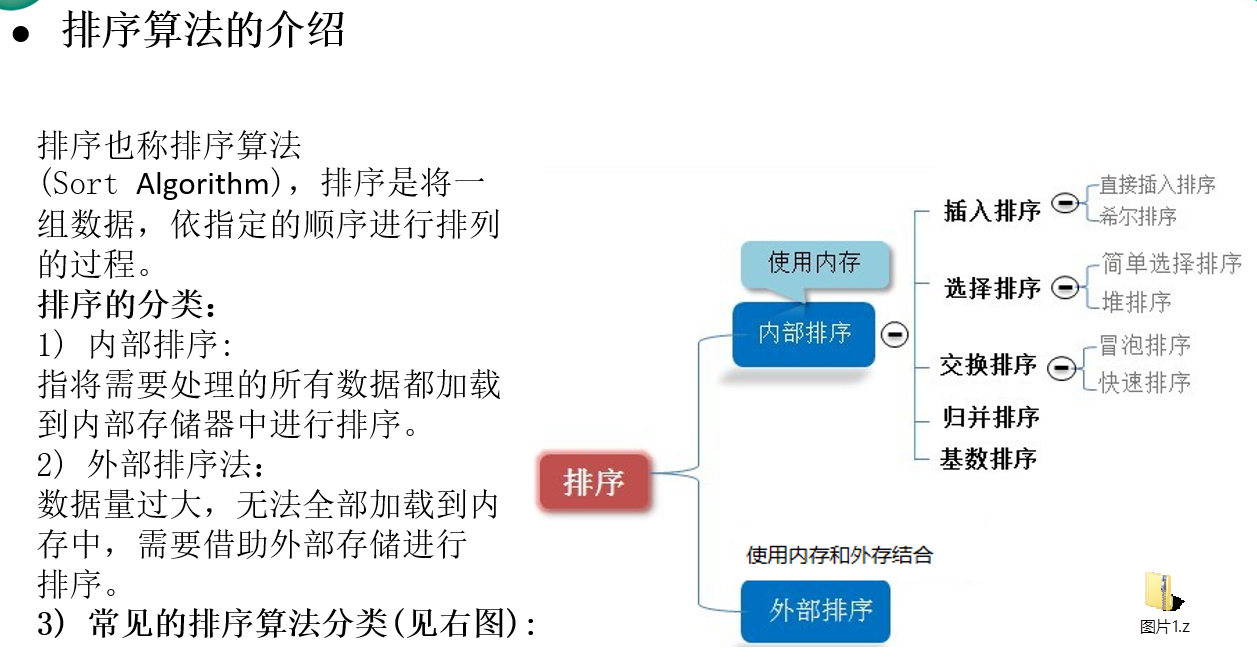 排序算法的介绍
排序也称排序算法
(Sort Algorithm)，排序是将一
组数据，依指定的顺序进行排列
的过程。
排序的分类：
1) 内部排序:
指将需要处理的所有数据都加载
到内部存储器中进行排序。
2) 外部排序法：
数据量过大，无法全部加载到内
存中，需要借助外部存储进行
排序。
3) 常见的排序算法分类(见右图):
排序
使用内存
内部排序
插入排序
直接插入排序
希尔排序
选择排序
简单选择排序
堆排序
交换排序
冒泡排序
快速排序
归并排序
基数排序
使用内存和外存结合
外部排序
图片1.z